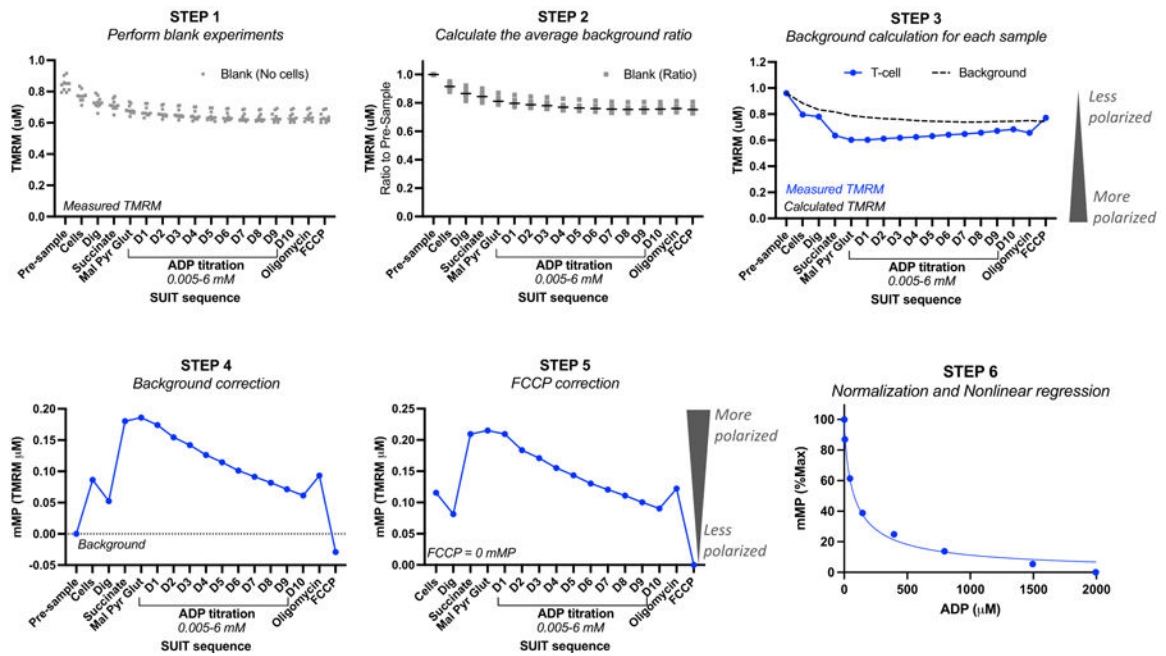 STEP 1
Perform blank experiments
Blank (No cells)
TMRM (uM)
1.0
0.8
0.6
0.4
0.2
0.0
Measured TMRM
Pre-sample
Cells
Dig
Succinate
Mal Pyr Glut
D1
D2
D3
D4
D5
D6
D7
D8
D9
D10
Oligomycin
FCCP
ADP titration
0.005-6 mM
SUIT sequence
STEP 2
Calculate the average background ratio
Blank (Ratio)
TMRM (uM)
Ratio to Pre-Sample
1.0
0.8
0.6
0.4
0.2
0.0
Pre-sample
Cells
Dig
Succinate
Mal Pyr Glut
D1
D2
D3
D4
D5
D6
D7
D8
D9
D10
Oligomycin
FCCP
ADP titration
0.005-6 mM
SUIT sequence
STEP 3
Background calculation for each sample
T-cell
Background
TMRM (uM)
1.2
1.0
0.8
0.6
0.4
0.2
0.0
Measured TMRM
Calculated TMRM
Less
polarized
More
polarized
Pre-sample
Cells
Dig
Succinate
Mal Pyr Glut
D1
D2
D3
D4
D5
D6
D7
D8
D9
D10
Oligomycin
FCCP
ADP titration
0.005-6 mM
SUIT sequence
STEP 4
Background correction
mMP (TMRM μM)
0.20
0.15
0.10
0.05
0.00
-0.05
Background
Pre-sample
Cells
Dig
Succinate
Mal Pyr Glut
D1
D2
D3
D4
D5
D6
D7
D8
D9
D10
Oligomycin
FCCP
ADP titration
0.005-6 mM
SUIT sequence
STEP 5
FCCP correction
mMP (TMRM μM)
0.25
0.20
0.15
0.10
0.05
0.00
FCCP = 0 mMP
More
polarized
Less
polarized
Cells
Dig
Succinate
Mal Pyr Glut
D1
D2
D3
D4
D5
D6
D7
D8
D9
D10
Oligomycin
FCCP
ADP titration
0.005-6 mM
SUIT sequence
STEP 6
Normalization and Nonlinear regression
mMP (%Max)
100
80
60
40
20
0
0
500
1000
1500
2000
ADP (μM)